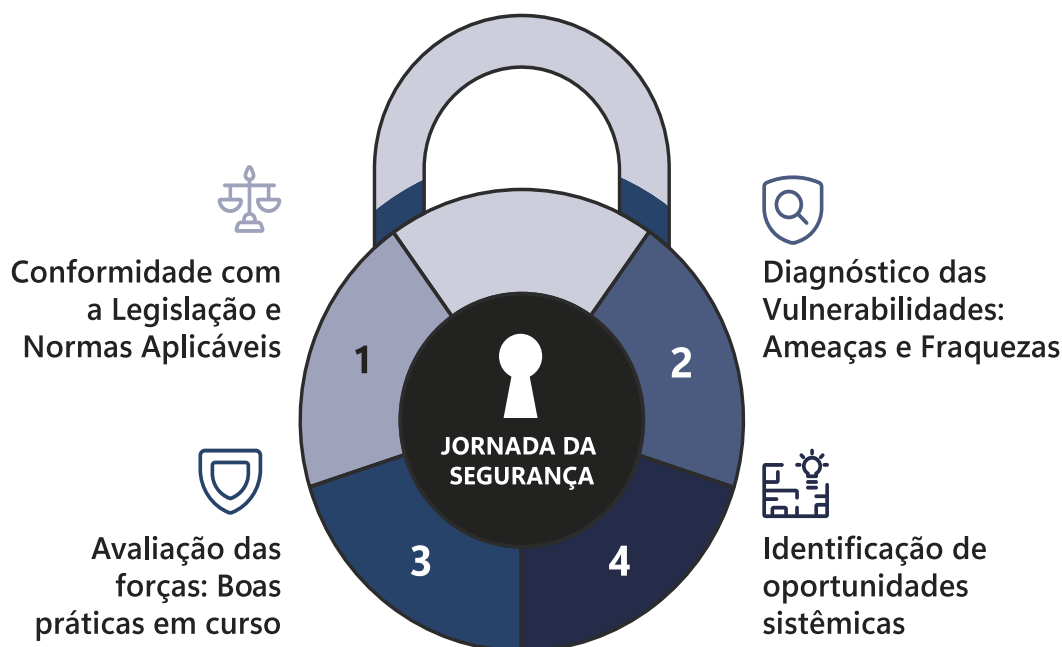 Conformidade com
a Legislação e
Normas Aplicáveis
1
Diagnóstico das
Vulnerabilidades:
Ameaças e Fraquezas
2
JORNADA DA
SEGURANÇA
Avaliação das
forças: Boas
práticas em curso
3
Identificação de
oportunidades
sistêmicas
4